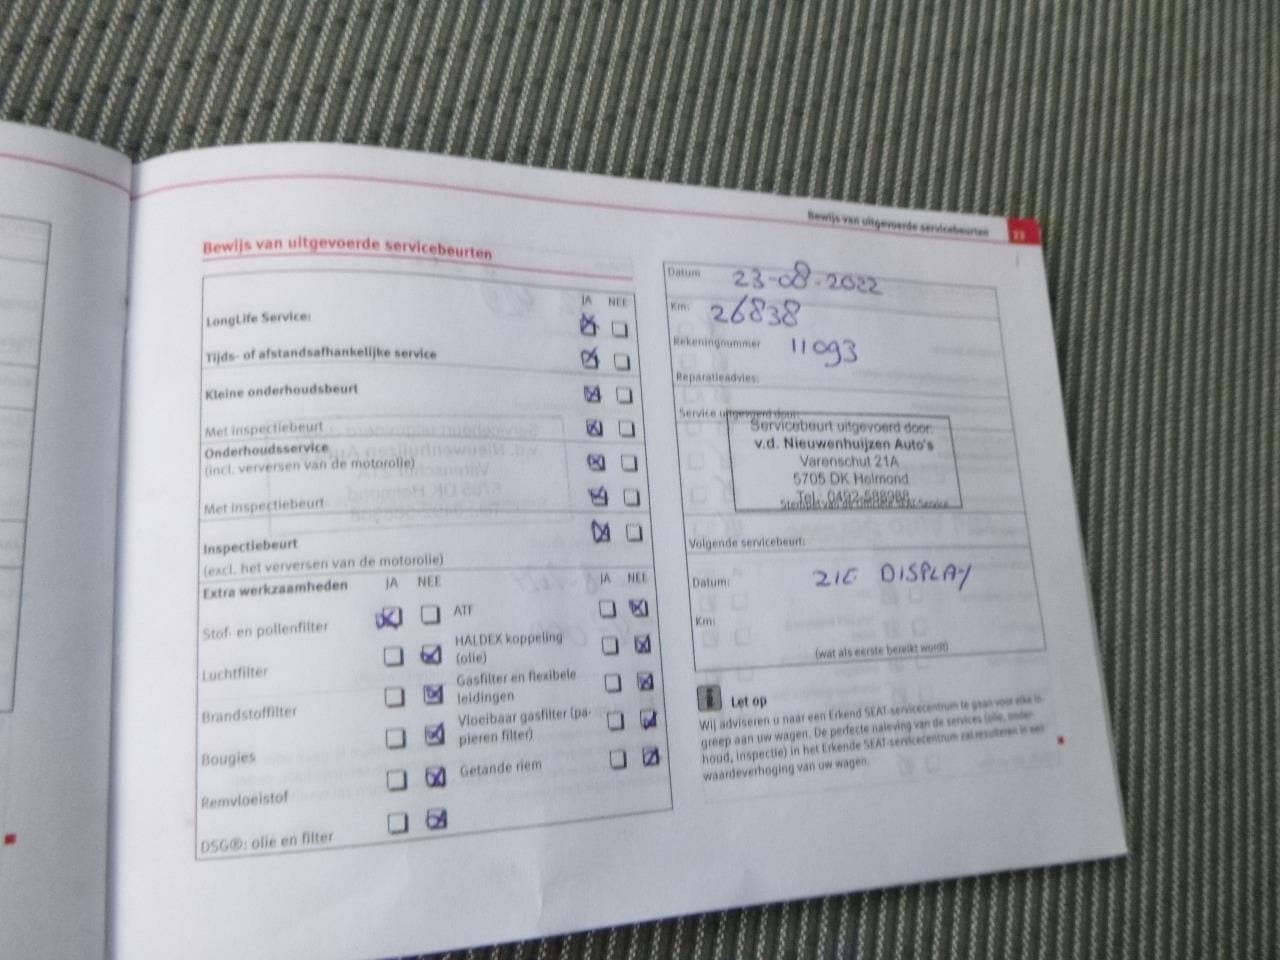 Bewijs van uitgevoerde servicebeurten 23
Bewijs van uitgevoerde servicebeurten
JA NEE
LongLife Service:
Tijds- of afstandsafhankelijke service
Kleine onderhoudsbeurt
Met inspectiebeurt
Onderhoudsservice
(incl. verversen van de motorolie)
Met inspectiebeurt
Inspectiebeurt
(excl. het verversen van de motorolie)
Extra werkzaamheden JA NEE
Stof- en pollenfilter
Luchtfilter
Brandstoffilter
Bougies
Remvloeistof
DSG®: olie en filter
JA NEE
ATF
HALDEX koppeling
(olie)
Gasfilter en flexibele
leidingen
Vloeibaar gasfilter (pa-
pieren filter)
Getande riem
Datum 23-08-2022
Km: 26838
Rekeningnummer 11093
Reparatieadvies:
Service uitgevoerd door:
Servicebeurt uitgevoerd door:
v.d. Nieuwenhuijzen Auto's
Varenschut 21A
5705 DK Helmond
Tel. 0492-588988
Volgende servicebeurt:
Datum: ZIE DISPLAY
Km:
(wat als eerste bereikt wordt)
Let op
Wij adviseren u naar een Erkend SEAT-servicecentrum te gaan voor elke in-
greep aan uw wagen. De perfecte naleving van de services (olie, onder-
houd, inspectie) in het Erkende SEAT-servicecentrum zal resulteren in een
waardeverhoging van uw wagen.